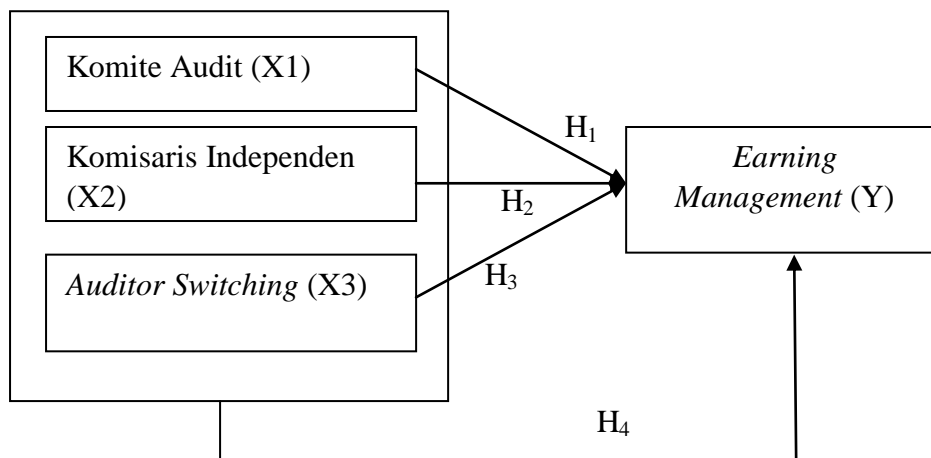 Komite Audit (X1)
Komisaris Independen
(X2)
Auditor Switching (X3)
H1
H2
H3
Earning
Management (Y)
H4